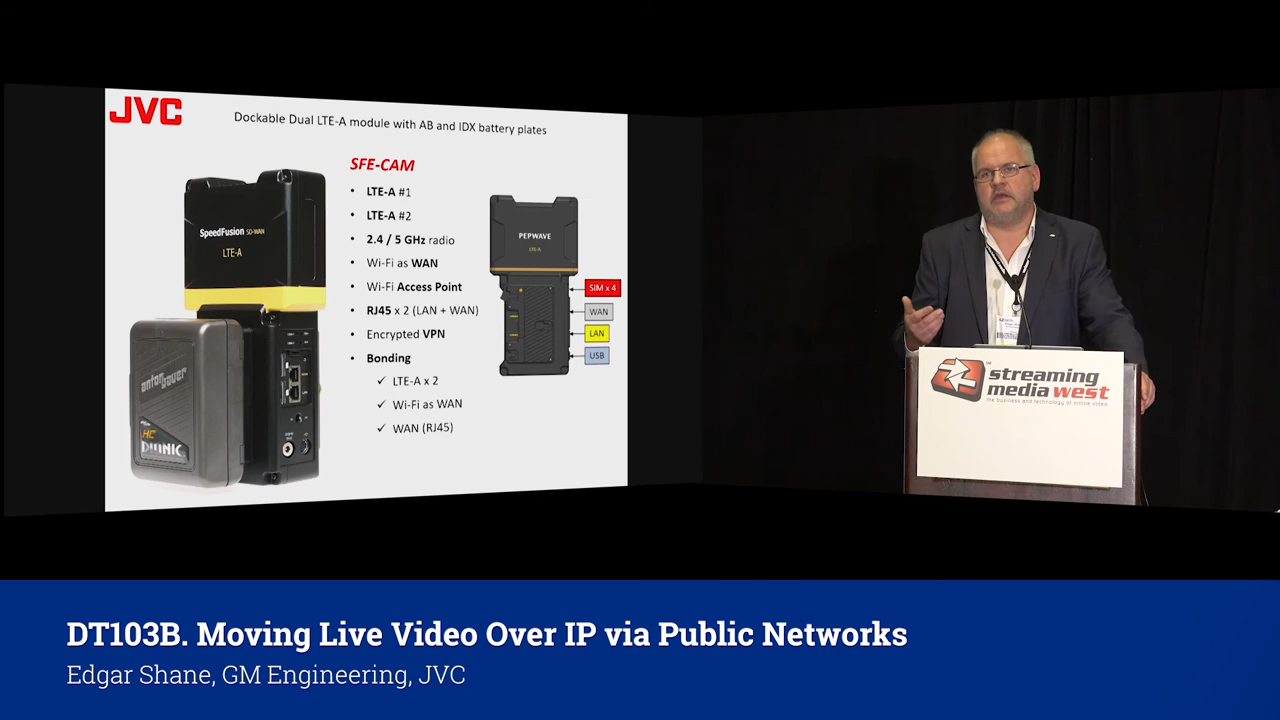 JVC
Dockable Dual LTE-A module with AB and IDX battery plates
SFE-CAM
• LTE-A #1
• LTE-A #2
• 2.4 / 5 GHz radio
• Wi-Fi as WAN
• Wi-Fi Access Point
• RJ45 x 2 (LAN + WAN)
• Encrypted VPN
• Bonding
✓ LTE-A x 2
✓ Wi-Fi as WAN
✓ WAN (RJ45)
SpeedFusion SD-WAN
LTE-A
anton bauer
HC
DIONIC
PEPWAVE
LTE-A
SIM x 4
WAN
LAN
USB
streaming
media west
the business and technology of online video
DT103B. Moving Live Video Over IP via Public Networks
Edgar Shane, GM Engineering, JVC